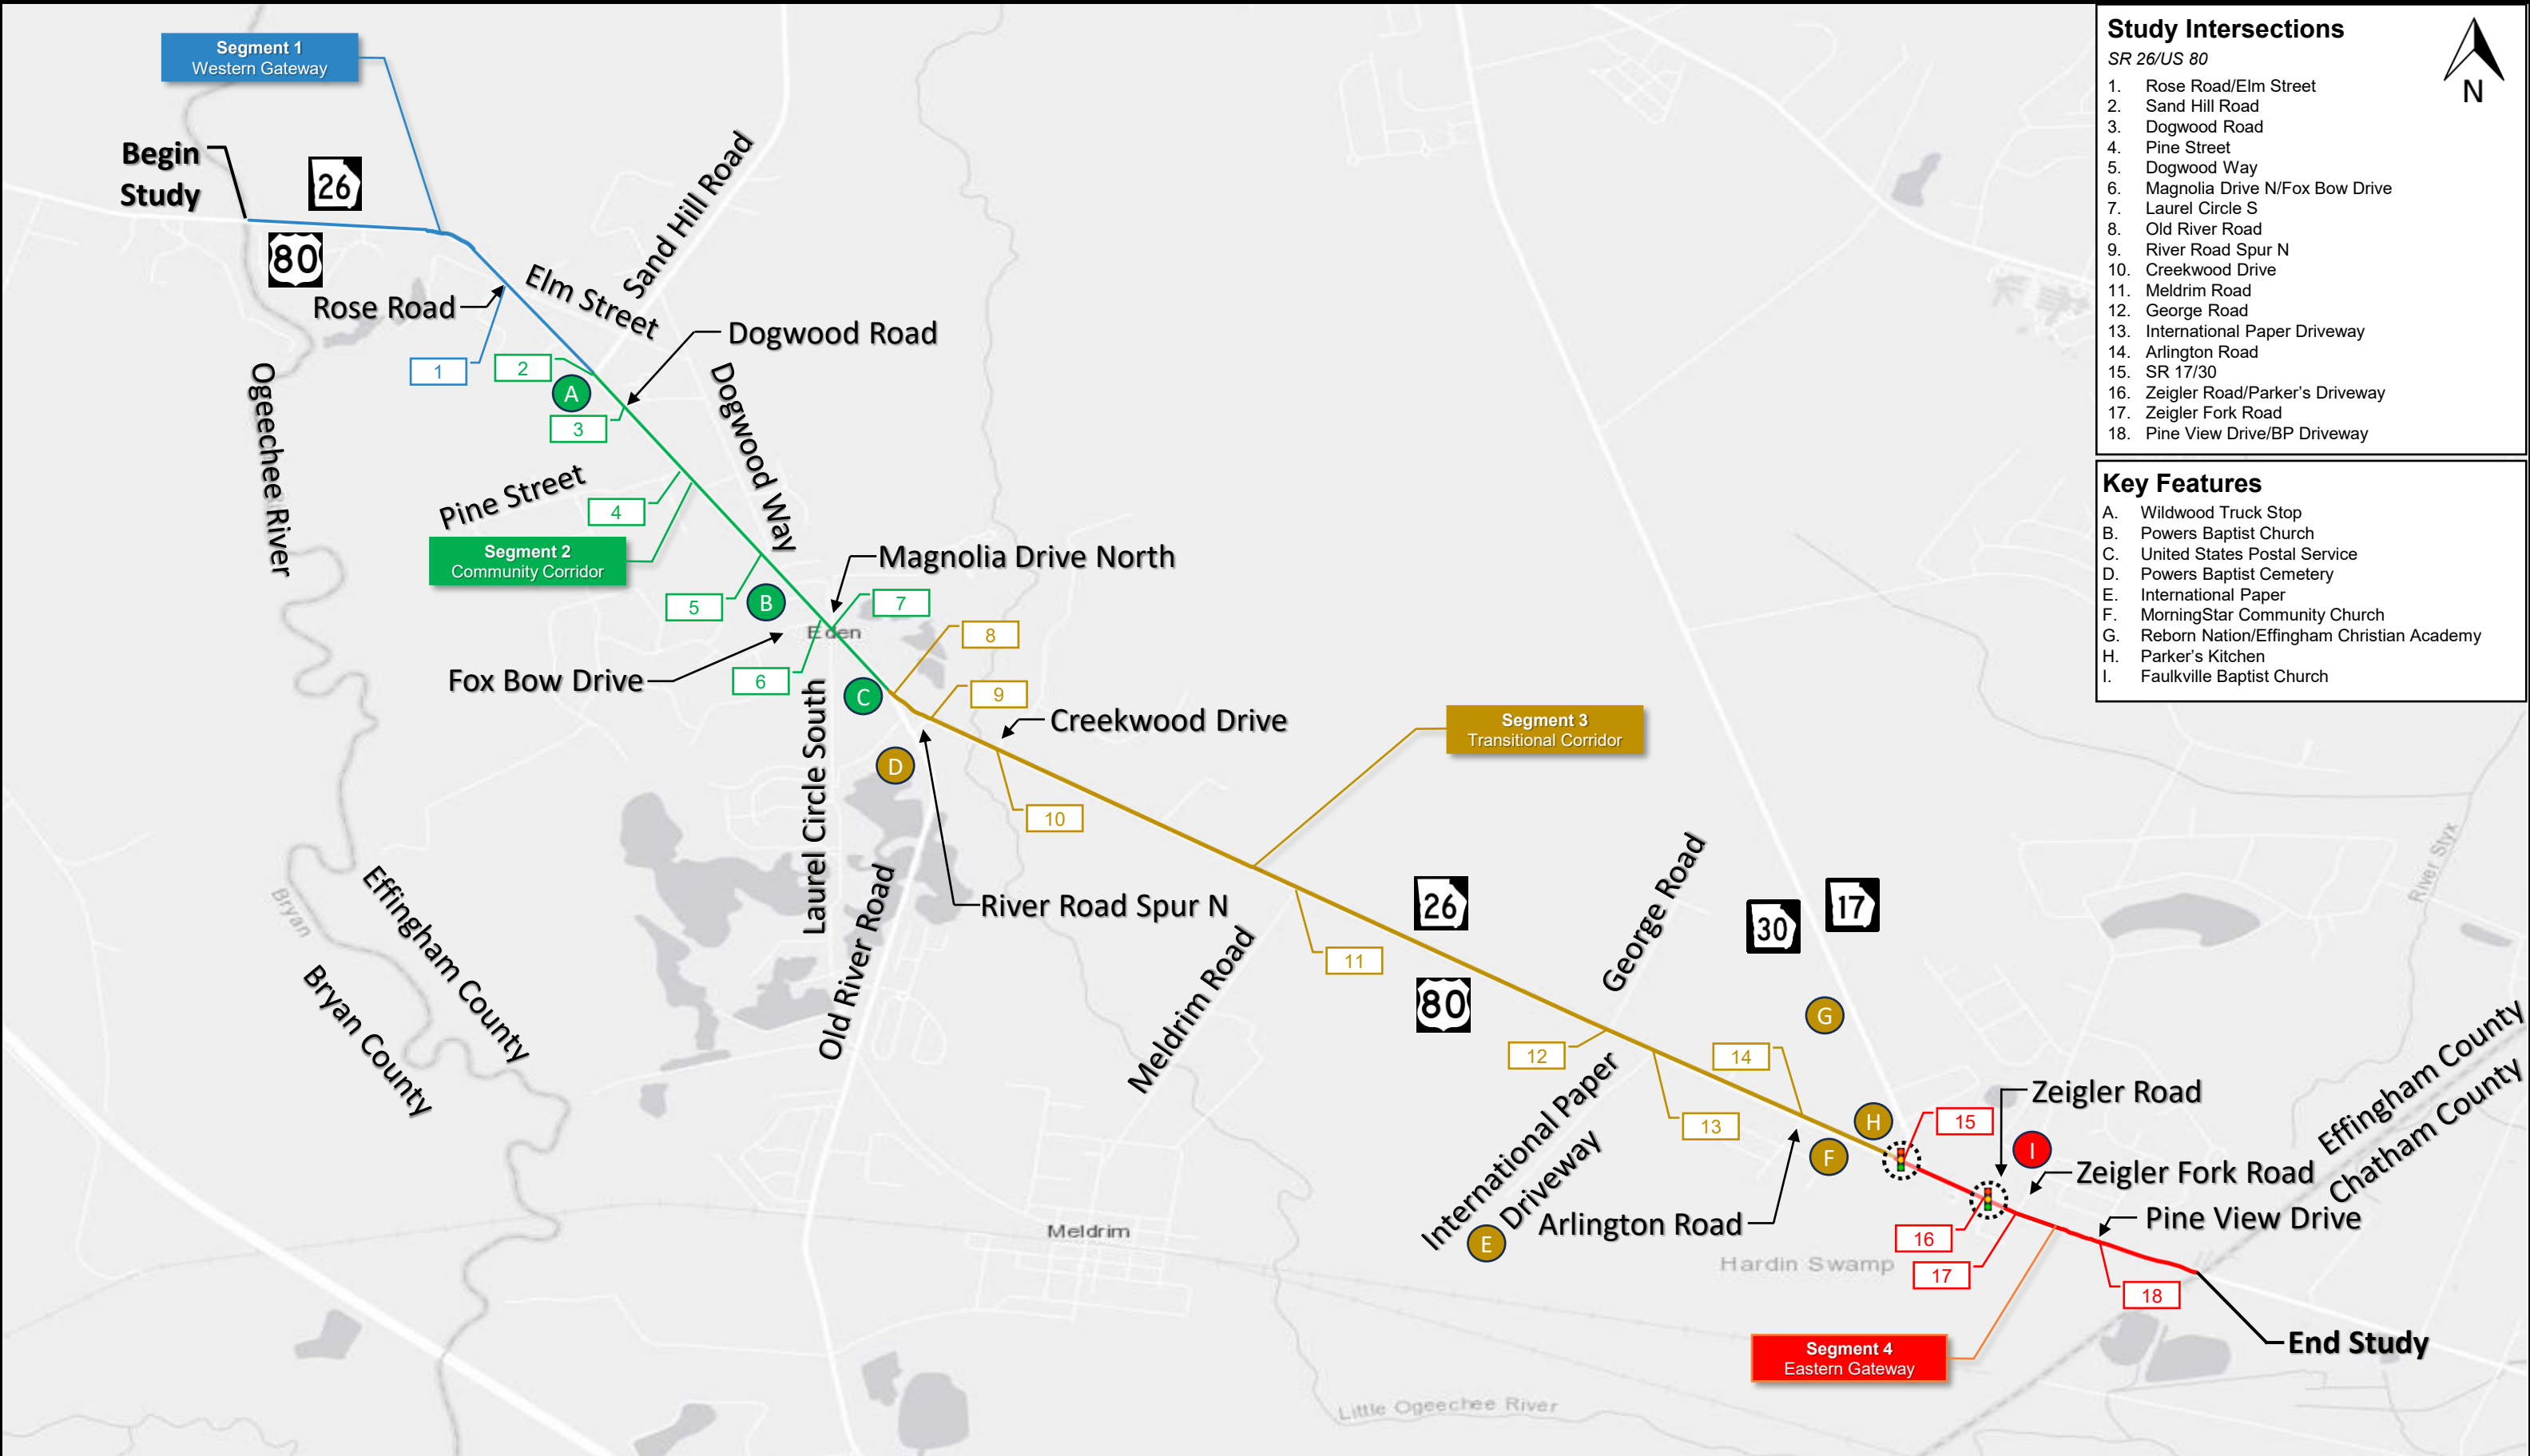 Segment 1
Western Gateway
Begin
Study
26
80
Rose Road
Elm Street
Sand Hill Road
Dogwood Road
1
2
A
3
Ogeechee River
Dogwood Way
Pine Street
4
Segment 2
Community Corridor
Magnolia Drive North
5
B
7
Eden
8
Fox Bow Drive
6
C
9
Laurel Circle South
Creekwood Drive
D
10
Segment 3
Transitional Corridor
River Road Spur N
Old River Road
Bryan
Effingham County
Bryan County
Meldrim Road
11
26
80
George Road
30
17
G
12
14
13
International Paper
Driveway
E
Arlington Road
F
H
15
Zeigler Road
I
Zeigler Fork Road
Pine View Drive
16
17
18
Hardin Swamp
Meldrim
River Styx
Effingham County
Chatham County
Segment 4
Eastern Gateway
End Study
Little Ogeechee River
Study Intersections
SR 26/US 80
1. Rose Road/Elm Street
2. Sand Hill Road
3. Dogwood Road
4. Pine Street
5. Dogwood Way
6. Magnolia Drive N/Fox Bow Drive
7. Laurel Circle S
8. Old River Road
9. River Road Spur N
10. Creekwood Drive
11. Meldrim Road
12. George Road
13. International Paper Driveway
14. Arlington Road
15. SR 17/30
16. Zeigler Road/Parker’s Driveway
17. Zeigler Fork Road
18. Pine View Drive/BP Driveway
N
Key Features
A. Wildwood Truck Stop
B. Powers Baptist Church
C. United States Postal Service
D. Powers Baptist Cemetery
E. International Paper
F. MorningStar Community Church
G. Reborn Nation/Effingham Christian Academy
H. Parker’s Kitchen
I. Faulkville Baptist Church